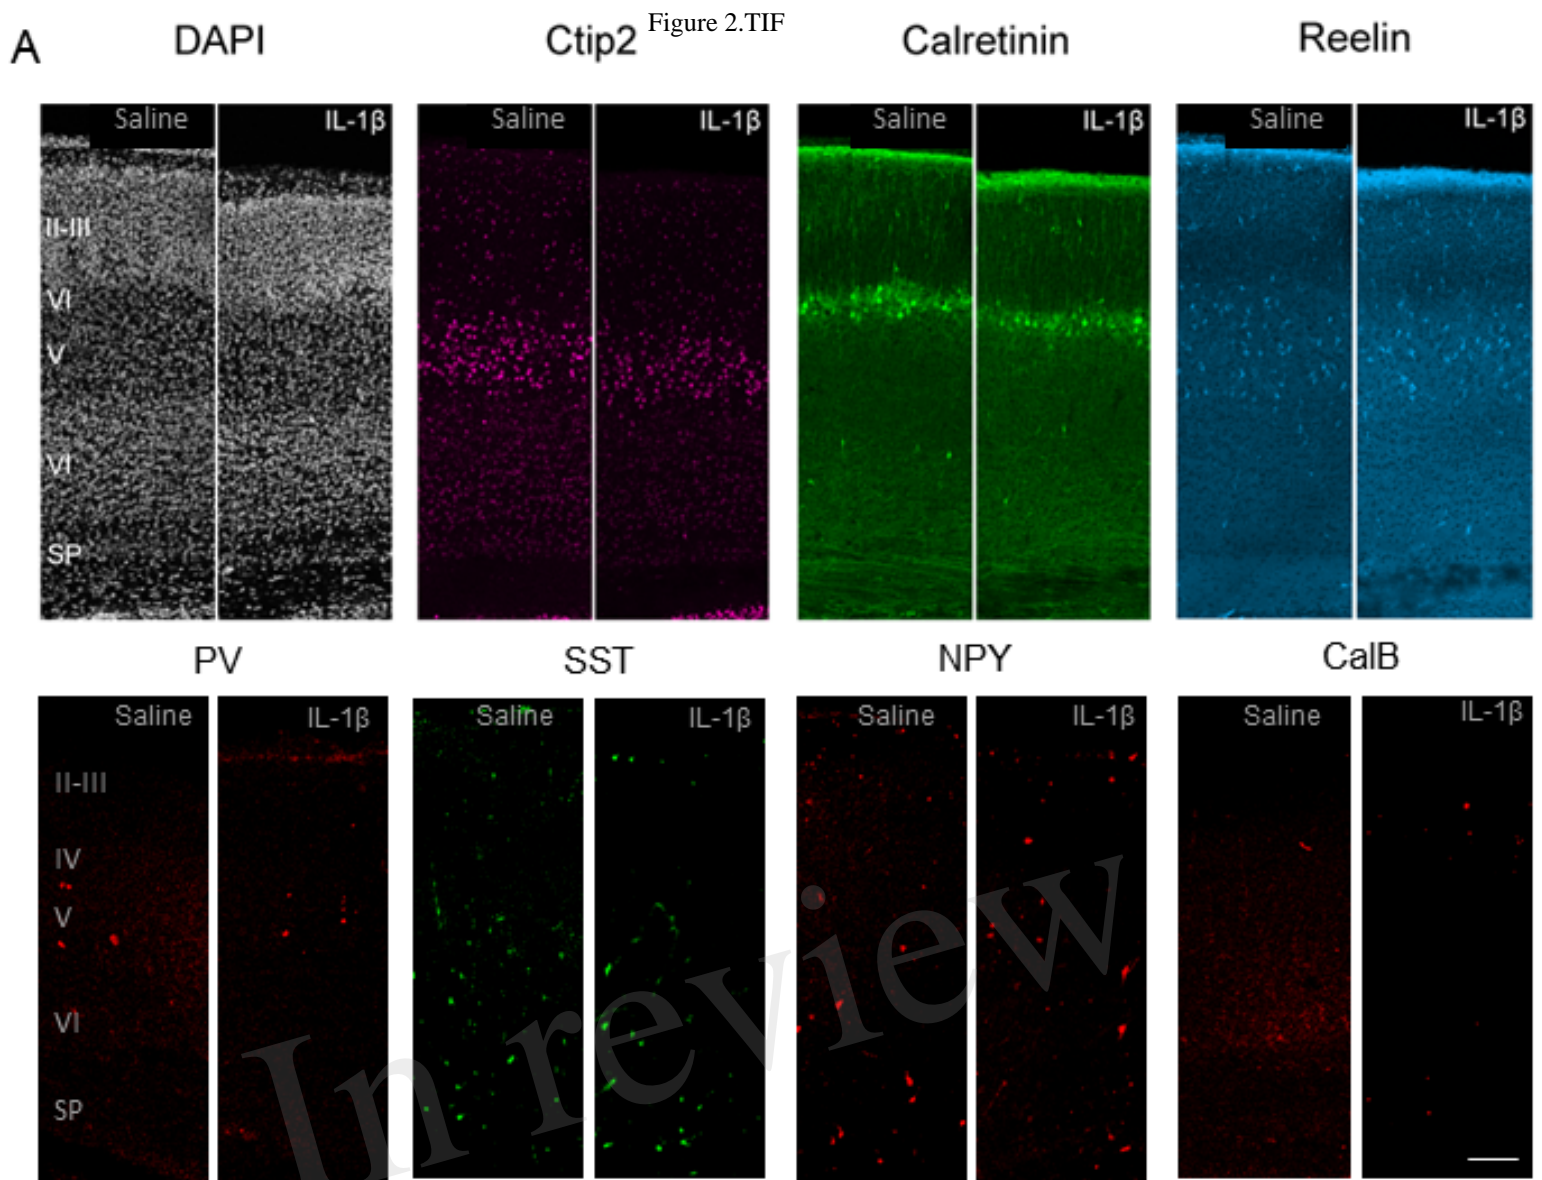 Figure 2.TIF
A
DAPI Ctip2 Calretinin Reelin
Saline IL-1β Saline IL-1β Saline IL-1β Saline IL-1β
II-III
VI
V
VI
SP
PV SST NPY CalB
Saline IL-1β Saline IL-1β Saline IL-1β Saline IL-1β
II-III
IV
V
VI
SP
In review